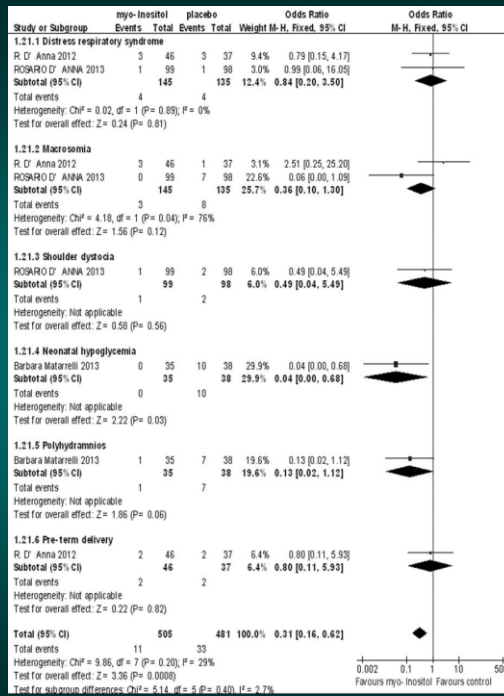 myo-Inositol placebo Odds Ratio Odds Ratio
Study or Subgroup Events Total Events Total Weight M-H, Fixed, 95% CI M-H, Fixed, 95% CI
1.21.1 Distress respiratory syndrome
R. D' Anna 2012 3 46 3 37 9.4% 0.79 [0.15, 4.17]
ROSARIO D' ANNA 2013 1 99 1 98 3.0% 0.99 [0.06, 16.05]
Subtotal (95% CI) 145 135 12.4% 0.84 [0.20, 3.50]
Total events 4 4
Heterogeneity: Chi² = 0.02, df = 1 (P = 0.89); I² = 0%
Test for overall effect: Z = 0.24 (P= 0.81)
1.21.2 Macrosomia
R. D' Anna 2012 3 46 1 37 3.1% 2.51 [0.25, 25.20]
ROSARIO D' ANNA 2013 0 99 7 98 22.6% 0.06 [0.00, 1.09]
Subtotal (95% CI) 145 135 25.7% 0.36 [0.10, 1.30]
Total events 3 8
Heterogeneity: Chi² = 4.18, df = 1 (P= 0.04); I² = 76%
Test for overall effect: Z = 1.56 (P= 0.12)
1.21.3 Shoulder dystocia
ROSARIO D' ANNA 2013 1 99 2 98 6.0% 0.49 [0.04, 5.49]
Subtotal (95% CI) 99 98 6.0% 0.49 [0.04, 5.49]
Total events 1 2
Heterogeneity: Not applicable
Test for overall effect: Z = 0.58 (P= 0.56)
1.21.4 Neonatal hypoglycemia
Barbara Matarrelli 2013 0 35 10 38 29.9% 0.04 [0.00, 0.68]
Subtotal (95% CI) 35 38 29.9% 0.04 [0.00, 0.68]
Total events 0 10
Heterogeneity: Not applicable
Test for overall effect: Z = 2.22 (P= 0.03)
1.21.5 Polyhydramnios
Barbara Matarrelli 2013 1 35 7 38 19.6% 0.13 [0.02, 1.12]
Subtotal (95% CI) 35 38 19.6% 0.13 [0.02, 1.12]
Total events 1 7
Heterogeneity: Not applicable
Test for overall effect: Z = 1.86 (P= 0.06)
1.21.6 Pre-term delivery
R. D' Anna 2012 2 46 2 37 6.4% 0.80 [0.11, 5.93]
Subtotal (95% CI) 46 37 6.4% 0.80 [0.11, 5.93]
Total events 2 2
Heterogeneity: Not applicable
Test for overall effect: Z = 0.22 (P= 0.82)
Total (95% CI) 505 481 100.0% 0.31 [0.16, 0.62]
Total events 11 33
Heterogeneity: Chi² = 9.86, df = 7 (P= 0.20); I² = 29%
Test for overall effect: Z = 3.36 (P= 0.0008)
Test for subgroup differences: Chi² = 5.14, df = 5 (P= 0.40), I² = 2.7%
0.002 0.1 1 10 50
Favours myo- Inositol Favours control